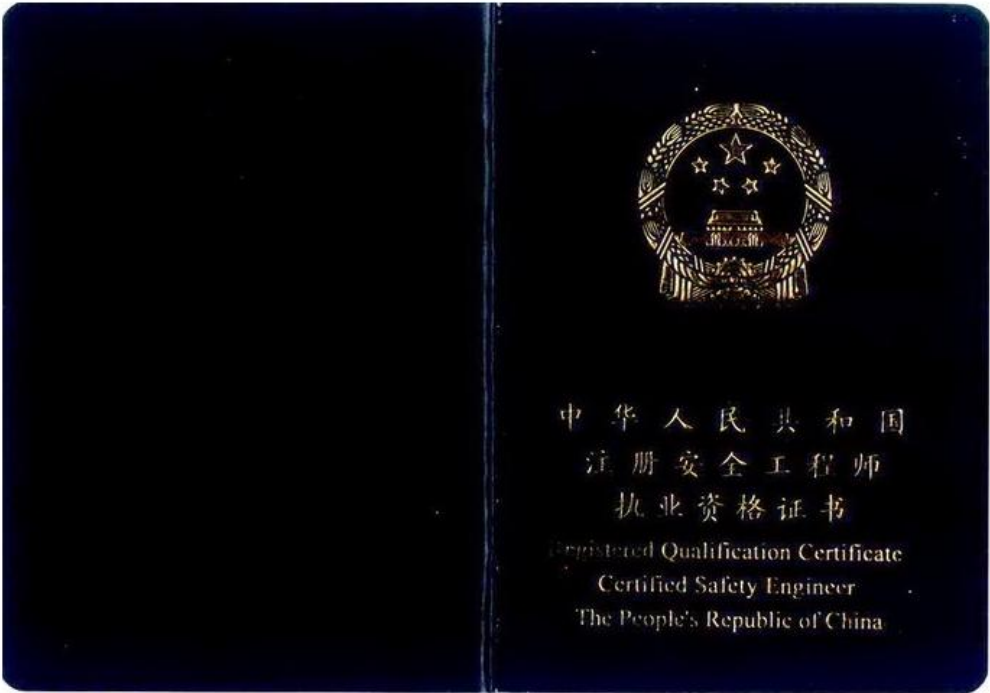 中华人民共和国
注册安全工程师
执业资格证书
Registered Qualification Certificate
Certified Safety Engineer
The People's Republic of China